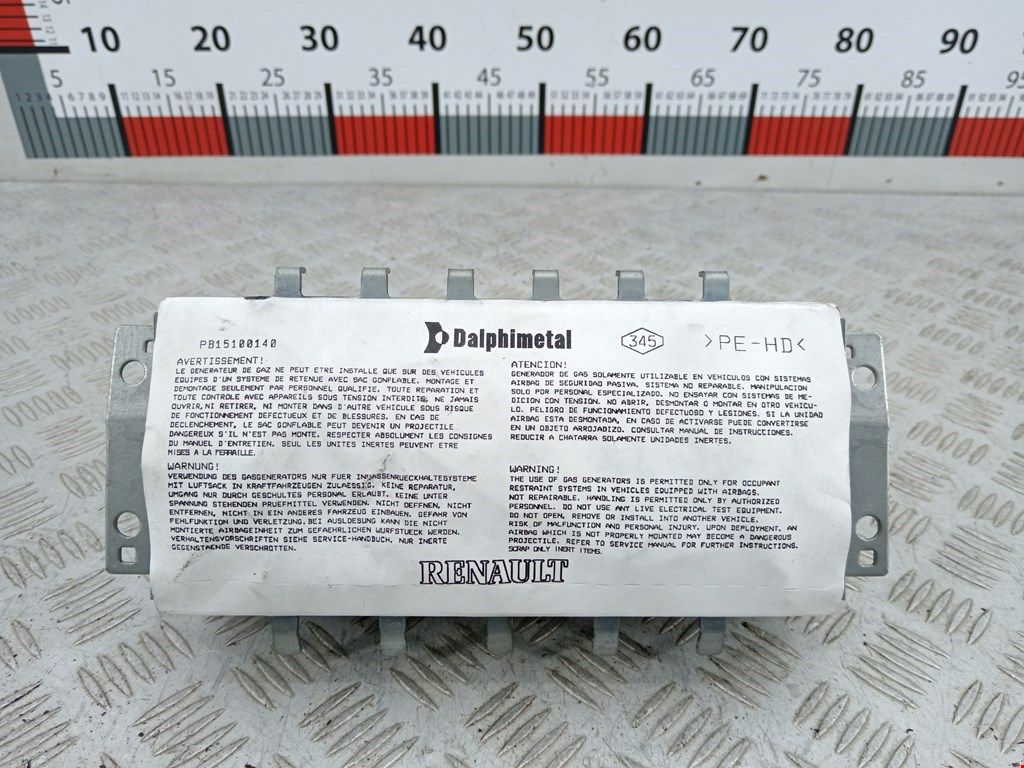 10 20 30 40 50 60 70 80 90
5 15 25 35 45 55 65 75 85 95
PB15100140 Dalphimetal 345 >PE-HD<
AVERTISSEMENT!
LE GENERATEUR DE GAZ NE PEUT ETRE INSTALLE QUE SUR DES VEHICULES
EQUIPES D'UN SYSTEME DE RETENUE AVEC SAC GONFLABLE. MONTAGE ET
DEMONTAGE SEULEMENT PAR PERSONNEL QUALIFIE. TOUTE REPARATION ET
TOUTE CONTROLE AVEC APPAREILS SOUS TENSION INTERDITS. NE JAMAIS
OUVRIR, NI RETIRER, NI MONTER DANS D'AUTRE VEHICULE SOUS RISQUE
DE FONCTIONNEMENT DEFECTUEUX ET DE BLESSURES. EN CAS DE
DECLENCHEMENT, LE SAC GONFLABLE PEUT DEVENIR UN PROJECTILE
DANGEREUX S'IL N'EST PAS MONTE. RESPECTER ABSOLUMENT LES CONSIGNES
DU MANUEL D'ENTRETIEN. SEUL LES UNITES INERTES PEUVENT ETRE
MISES A LA FERRAILLE.
ATENCION!
GENERADOR DE GAS SOLAMENTE UTILIZABLE EN VEHICULOS CON SISTEMAS
AIRBAG DE SEGURIDAD PASIVA. SISTEMA NO REPARABLE. MANIPULACION
SOLO POR PERSONAL ESPECIALIZADO. NO ENSAYAR CON SISTEMAS DE ME-
DICION CON TENSION. NO ABRIR, DESMONTAR O MONTAR EN OTRO VEHICU-
LO. PELIGRO DE FUNCIONAMIENTO DEFECTUOSO Y LESIONES. SI LA UNIDAD
AIRBAG ESTA DESMONTADA, EN CASO DE ACTIVARSE PUEDE CONVERTIRSE
EN UN OBJETO ARROJADIZO. CONSULTAR MANUAL DE INSTRUCCIONES.
REDUCIR A CHATARRA SOLAMENTE UNIDADES INERTES.
WARNUNG!
VERWENDUNG DES GASGENERATORS NUR FUER INSASSENRUECKHALTESYSTEME
MIT LUFTSACK IN KRAFTFAHRZEUGEN ZULAESSIG. KEINE REPARATUR,
UMGANG NUR DURCH GESCHULTES PERSONAL ERLAUBT. KEINE UNTER
SPANNUNG STEHENDEN PRUEFMITTEL VERWENDEN. NICHT OEFFNEN, NICHT
ENTFERNEN, NICHT IN EIN ANDERES FAHRZEUG EINBAUEN. GEFAHR VON
FEHLFUNKTION UND VERLETZUNG. BEI AUSLOESUNG KANN DIE NICHT
MONTIERTE AIRBAGEINHEIT ZUM GEFAEHRLICHEN WURFSTUECK WERDEN.
VERHALTENSVORSCHRIFTEN SIEHE SERVICE-HANDBUCH. NUR INERTE
GEGENSTAENDE VERSCHROTTEN.
WARNING!
THE USE OF GAS GENERATORS IS PERMITTED ONLY FOR OCCUPANT
RESTRAINT SYSTEMS IN VEHICLES EQUIPPED WITH AIRBAGS.
NOT REPAIRABLE. HANDLING IS PERMITTED ONLY BY AUTHORIZED
PERSONNEL. DO NOT USE ANY LIVE ELECTRICAL TEST EQUIPMENT.
DO NOT OPEN, REMOVE OR INSTALL INTO ANOTHER VEHICLE.
RISK OF MALFUNCTION AND PERSONAL INJURY. UPON DEPLOYMENT. AN
AIRBAG WHICH IS NOT PROPERLY MOUNTED MAY BECOME A DANGEROUS
PROJECTILE. REFER TO SERVICE MANUAL FOR FURTHER INSTRUCTIONS.
SCRAP ONLY INERT ITEMS.
RENAULT